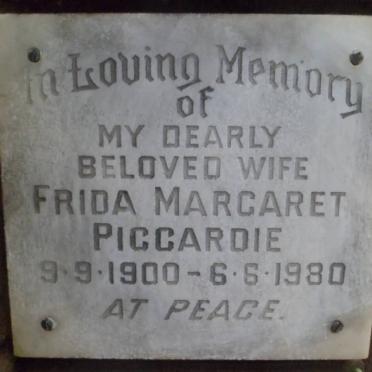 In Loving Memory
of
MY DEARLY
BELOVED WIFE
FRIDA MARGARET
PICCARDIE
9·9·1900-6·6·1980
AT PEACE.